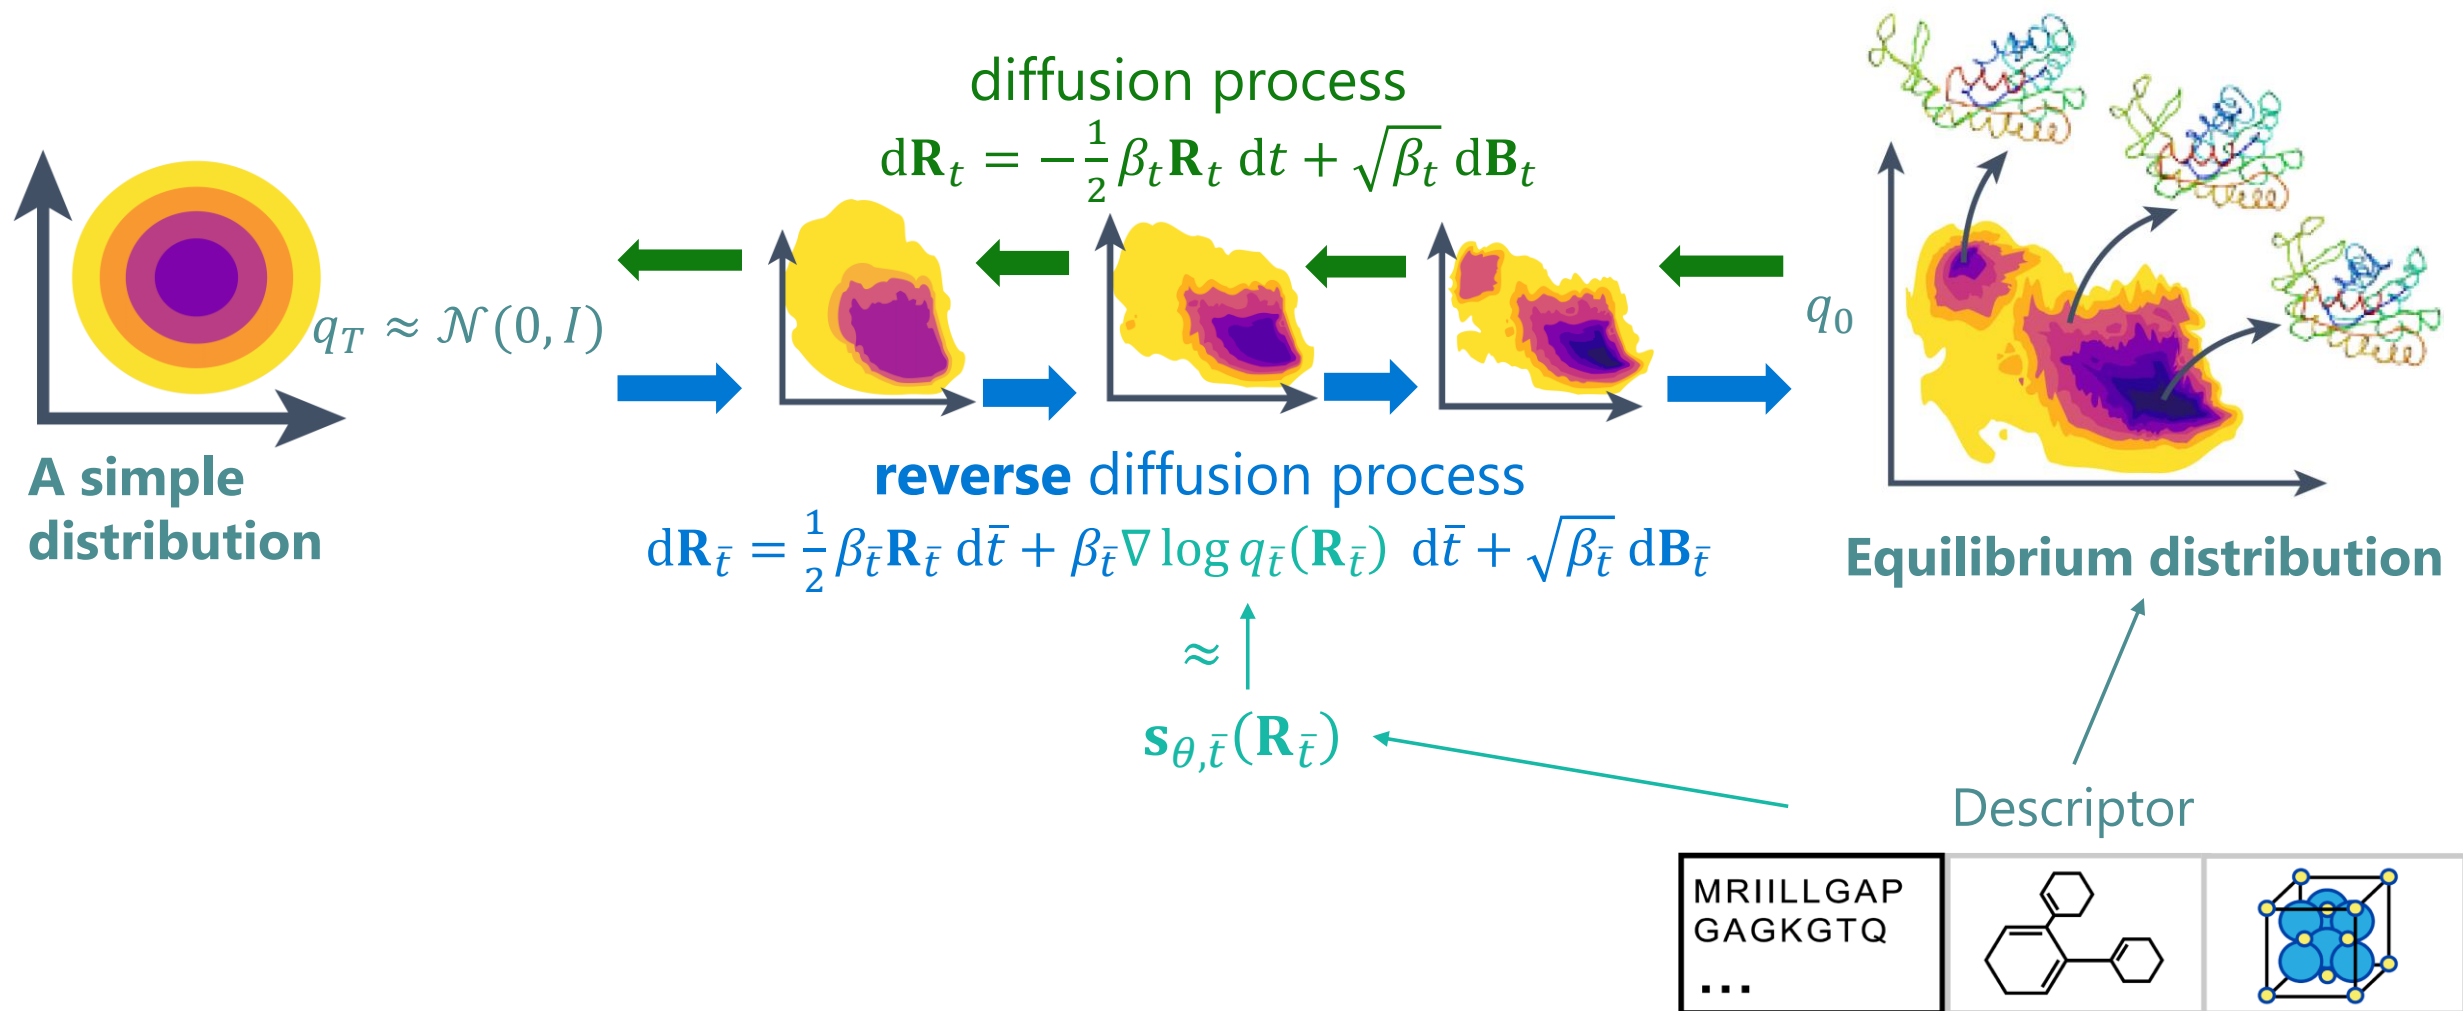 diffusion process
d𝐑_t = −½β_t𝐑_t dt + √β_t d𝐁_t
q_T ≈ 𝒩(0, I)
q_0
A simple
distribution
reverse diffusion process
d𝐑_t̄ = ½β_t̄𝐑_t̄ dt̄ + β_t̄∇ log q_t̄(𝐑_t̄) dt̄ + √β_t̄ d𝐁_t̄
Equilibrium distribution
≈
𝐬_θ,t̄(𝐑_t̄)
Descriptor
MRIILLGAP
GAGKGTQ
...